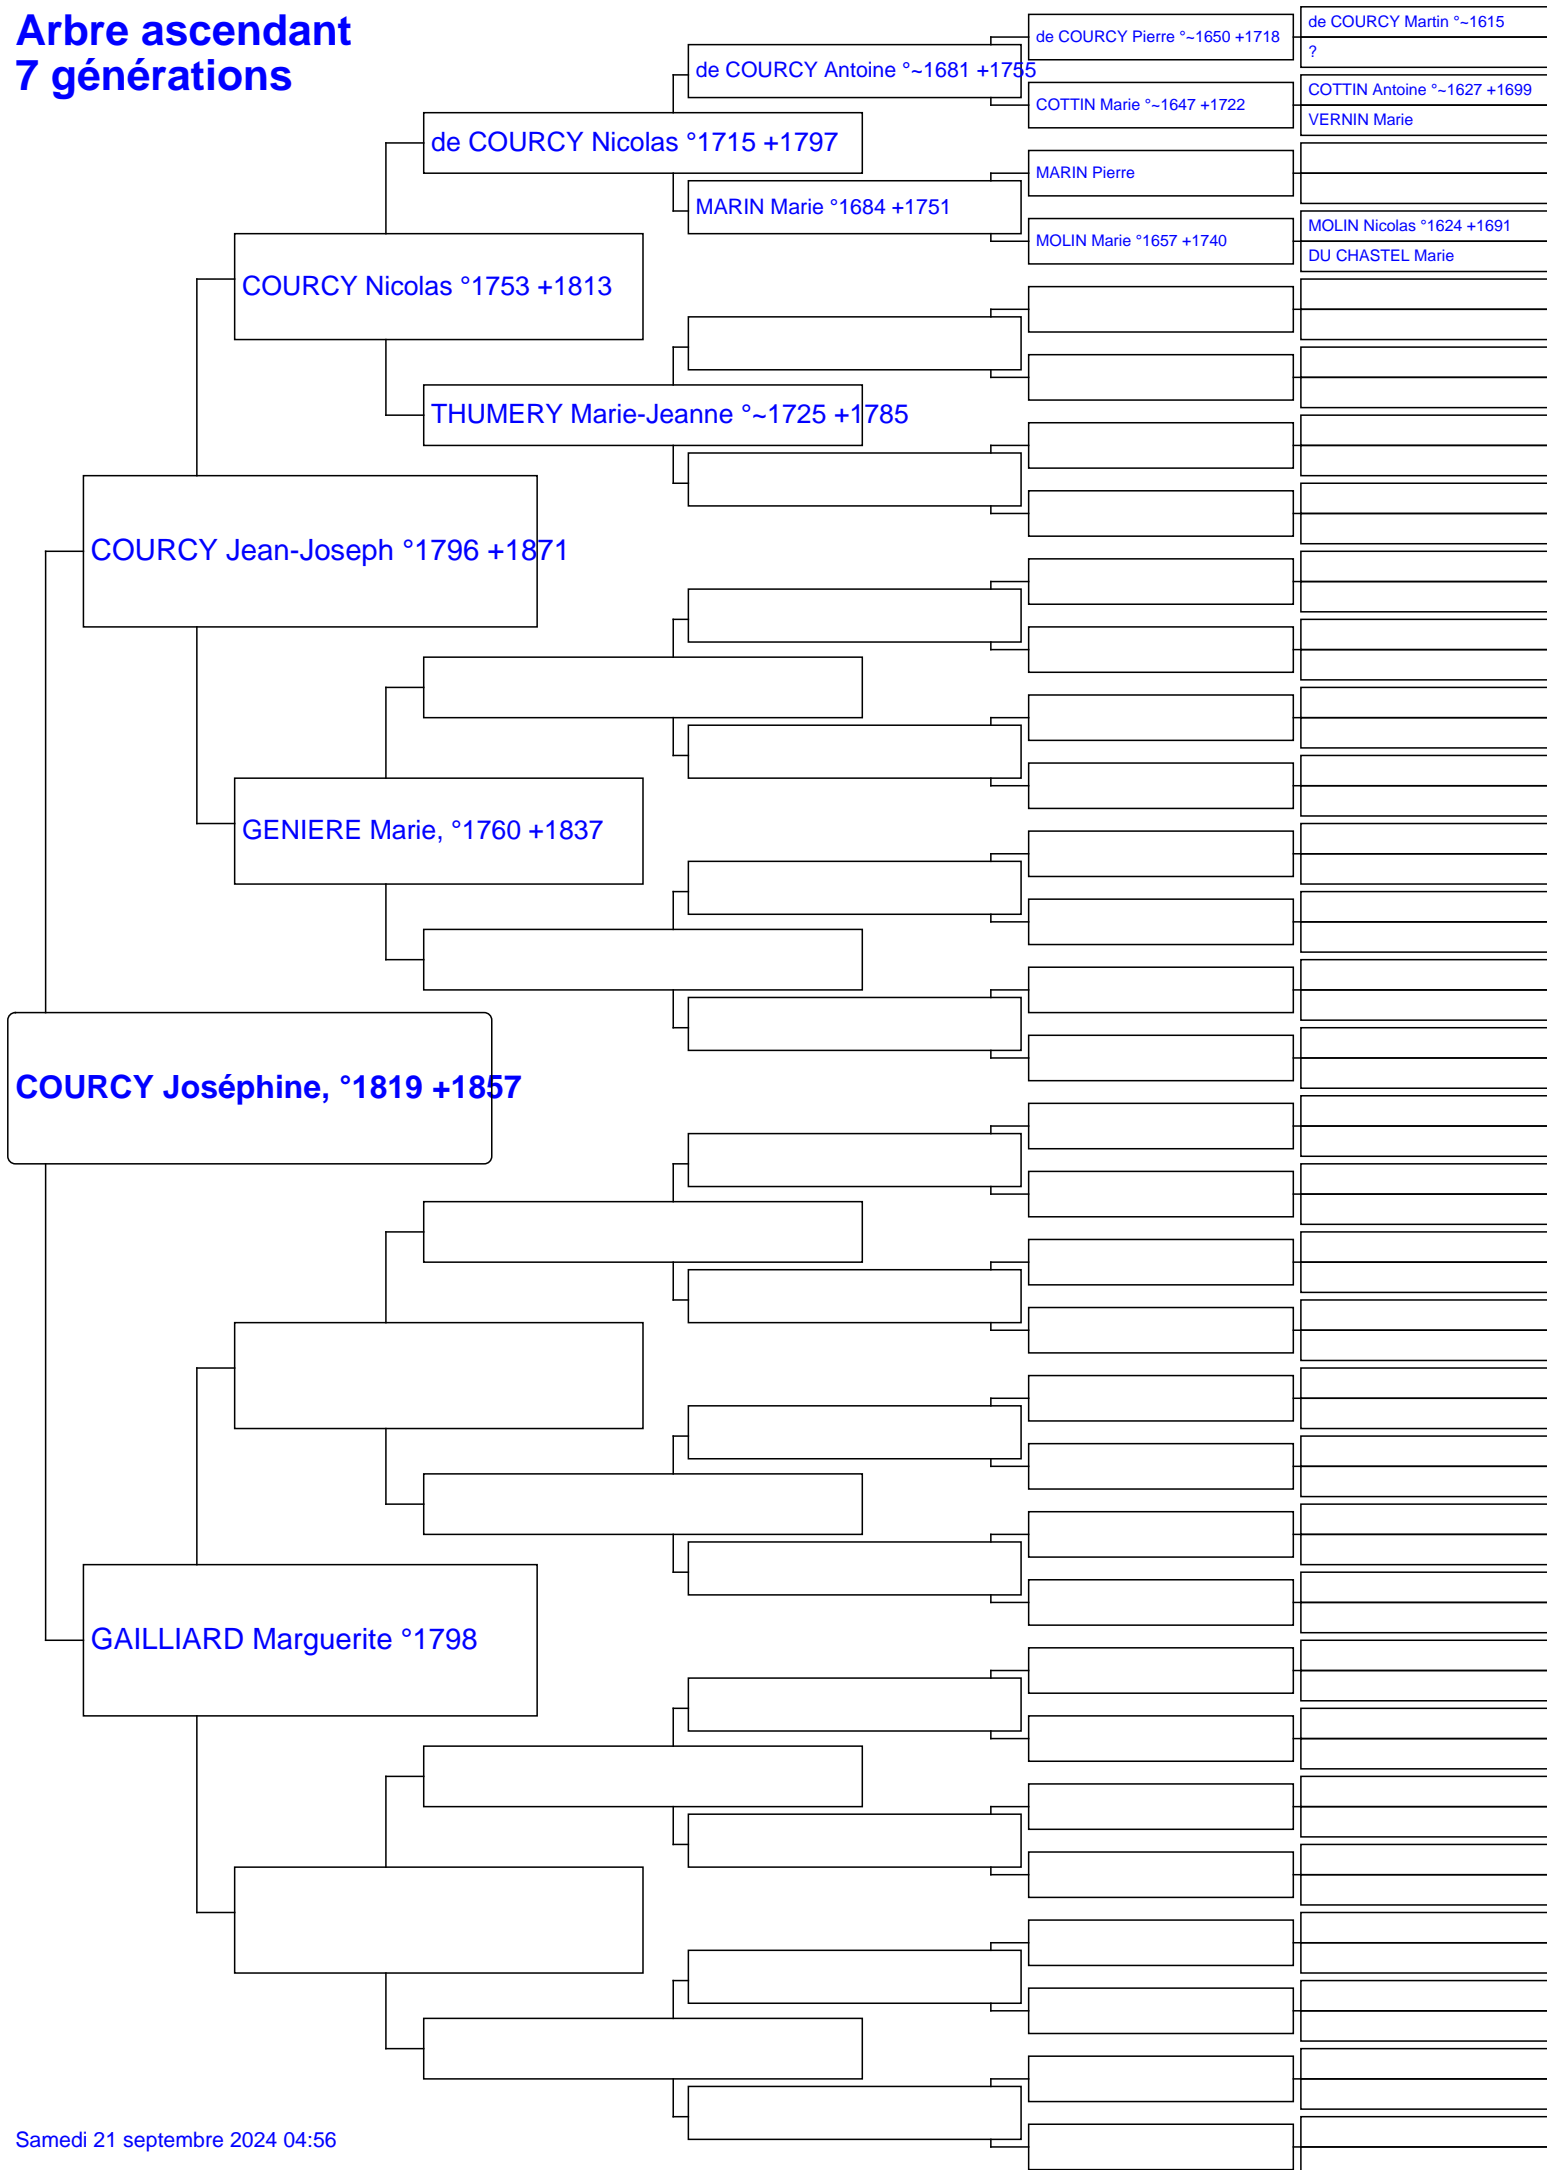 Arbre ascendant
7 générations
de COURCY Martin °~1615
de COURCY Pierre °~1650 +1718
?
de COURCY Antoine °~1681 +1755
COTTIN Antoine °~1627 +1699
COTTIN Marie °~1647 +1722
VERNIN Marie
de COURCY Nicolas °1715 +1797
MARIN Pierre
MARIN Marie °1684 +1751
MOLIN Nicolas °1624 +1691
MOLIN Marie °1657 +1740
DU CHASTEL Marie
COURCY Nicolas °1753 +1813
THUMERY Marie-Jeanne °~1725 +1785
COURCY Jean-Joseph °1796 +1871
GENIERE Marie, °1760 +1837
COURCY Joséphine, °1819 +1857
GAILLIARD Marguerite °1798
Samedi 21 septembre 2024 04:56